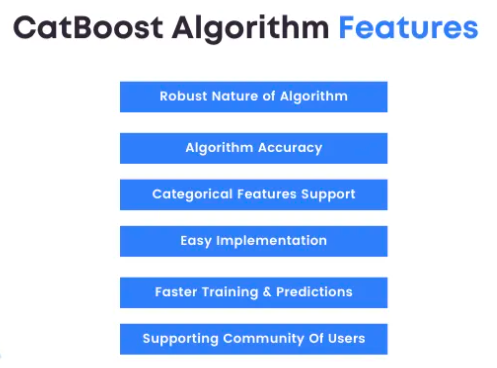 CatBoost Algorithm Features
Robust Nature of Algorithm
Algorithm Accuracy
Categorical Features Support
Easy Implementation
Faster Training & Predictions
Supporting Community Of Users